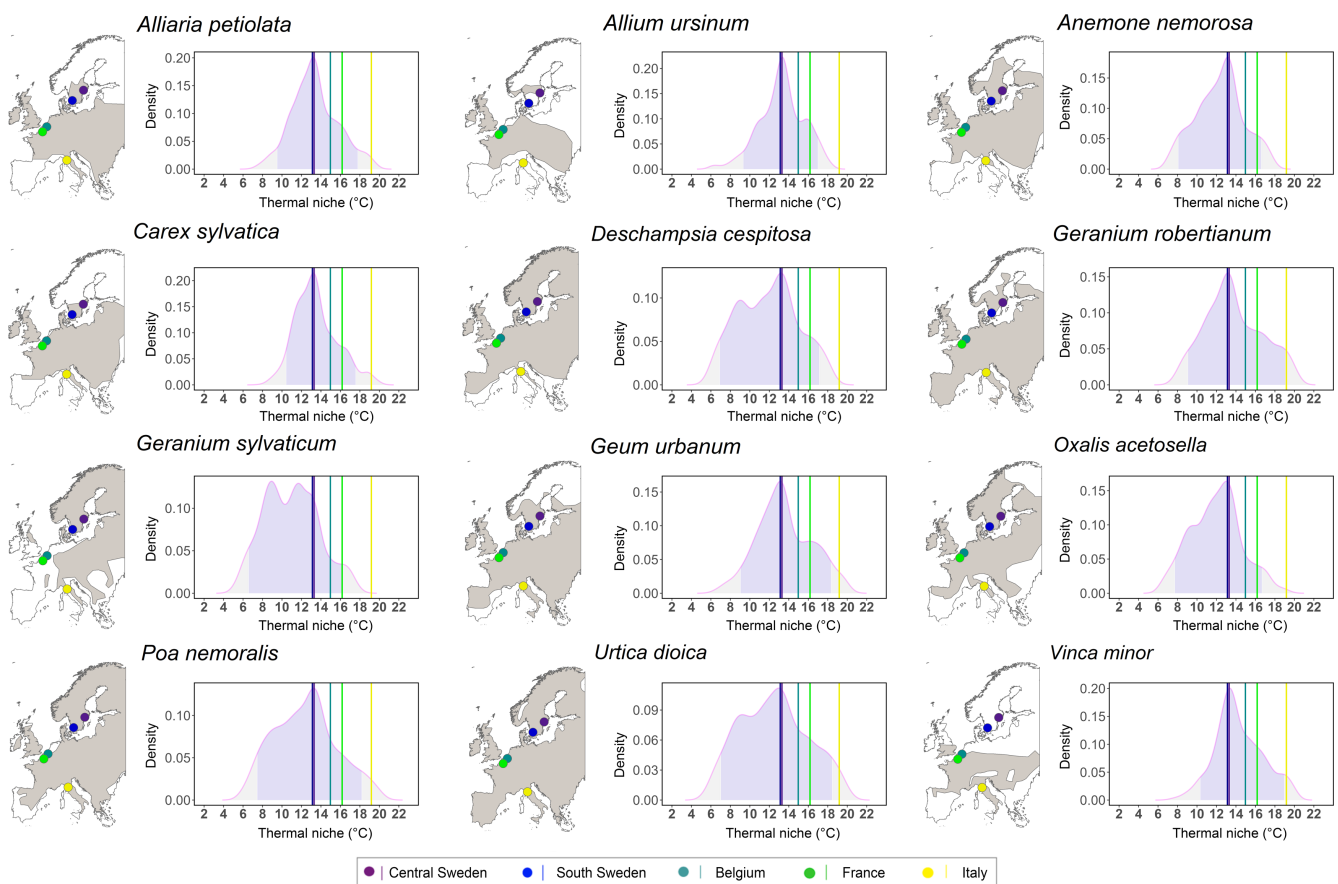 Alliaria petiolata
Allium ursinum
Anemone nemorosa
Density
0.20
0.15
0.10
0.05
0.00
2 4 6 8 10 12 14 16 18 20 22
Thermal niche (°C)
Density
0.20
0.15
0.10
0.05
0.00
2 4 6 8 10 12 14 16 18 20 22
Thermal niche (°C)
Density
0.15
0.10
0.05
0.00
2 4 6 8 10 12 14 16 18 20 22
Thermal niche (°C)
Carex sylvatica
Deschampsia cespitosa
Geranium robertianum
Density
0.20
0.15
0.10
0.05
0.00
2 4 6 8 10 12 14 16 18 20 22
Thermal niche (°C)
Density
0.10
0.05
0.00
2 4 6 8 10 12 14 16 18 20 22
Thermal niche (°C)
Density
0.15
0.10
0.05
0.00
2 4 6 8 10 12 14 16 18 20 22
Thermal niche (°C)
Geranium sylvaticum
Geum urbanum
Oxalis acetosella
Density
0.10
0.05
0.00
2 4 6 8 10 12 14 16 18 20 22
Thermal niche (°C)
Density
0.15
0.10
0.05
0.00
2 4 6 8 10 12 14 16 18 20 22
Thermal niche (°C)
Density
0.15
0.10
0.05
0.00
2 4 6 8 10 12 14 16 18 20 22
Thermal niche (°C)
Poa nemoralis
Urtica dioica
Vinca minor
Density
0.10
0.05
0.00
2 4 6 8 10 12 14 16 18 20 22
Thermal niche (°C)
Density
0.09
0.06
0.03
0.00
2 4 6 8 10 12 14 16 18 20 22
Thermal niche (°C)
Density
0.20
0.15
0.10
0.05
0.00
2 4 6 8 10 12 14 16 18 20 22
Thermal niche (°C)
Central Sweden South Sweden Belgium France Italy